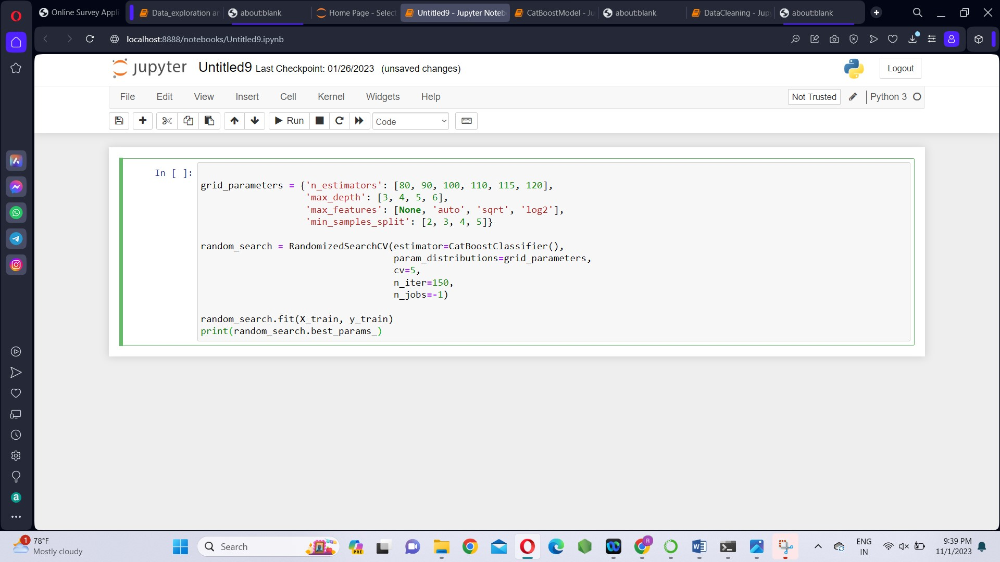 Online Survey Appli
Data_exploration an
about:blank
Home Page - Select
Untitled9 - Jupyter Noteb
CatBoostModel - Ju
about:blank
DataCleaning - Jup
about:blank
localhost:8888/notebooks/Untitled9.ipynb
jupyter Untitled9 Last Checkpoint: 01/26/2023 (unsaved changes)
Logout
File Edit View Insert Cell Kernel Widgets Help
Not Trusted
Python 3
Run
Code
In [ ]:
grid_parameters = {'n_estimators': [80, 90, 100, 110, 115, 120],
'max_depth': [3, 4, 5, 6],
'max_features': [None, 'auto', 'sqrt', 'log2'],
'min_samples_split': [2, 3, 4, 5]}
random_search = RandomizedSearchCV(estimator=CatBoostClassifier(),
param_distributions=grid_parameters,
cv=5,
n_iter=150,
n_jobs=-1)
random_search.fit(X_train, y_train)
print(random_search.best_params_)
a
1
78°F
Mostly cloudy
Search
PRE
R
ENG
IN
9:39 PM
11/1/2023